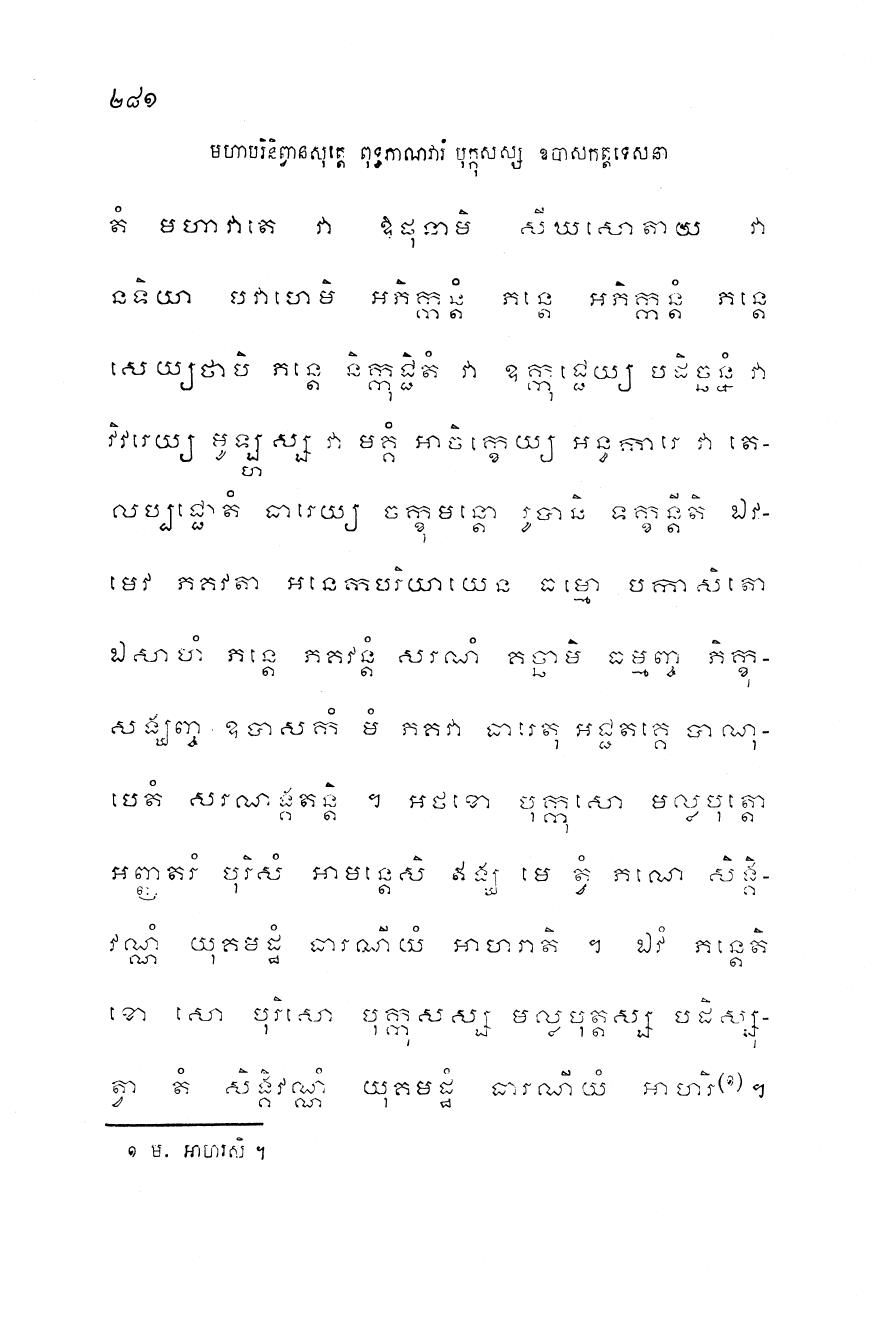 ២៨១
មហាបរិនិព្វានសុត្តេ ពុទ្ធភាណវារំ បុក្កុសស្ស ឧបាសកត្តទេសនា
តំ មហាវាតេ វា ឱដុនាមិ សីឃសោតាយ វា
នទិយា បវាហេមិ អភិក្កន្តំ ភន្តេ អភិក្កន្តំ ភន្តេ
សេយ្យថាបិ ភន្តេ និក្កុជ្ជិតំ វា ឧក្កុជ្ជេយ្យ បដិច្ឆន្នំ វា
វិវរេយ្យ មូឡ្ហស្ស វា មគ្គំ អាចិក្ខេយ្យ អន្ធការេ វា តេ-
លប្បជ្ជោតំ ធារេយ្យ ចក្ខុមន្តោ រូបានិ ទក្ខន្តីតិ ឯវ-
មេវ ភគវតា អនេកបរិយាយេន ធម្មោ បកាសិតោ
ឯសាហំ ភន្តេ ភគវន្តំ សរណំ គច្ឆាមិ ធម្មញ្ច ភិក្ខុ-
សង្ឃញ្ច ឧបាសកំ មំ ភគវា ធារេតុ អជ្ជតគ្គេ បាណុ-
បេតំ សរណង្គតន្តិ ។ អថខោ បុក្កុសោ មល្លបុត្តោ
អញ្ញតរំ បុរិសំ អាមន្តេសិ ឥង្ឃ មេ ត្វំ ភណេ សិង្គិ-
វណ្ណំ យុគមដ្ឋំ ធារណីយំ អាហរាតិ ។ ឯវំ ភន្តេតិ
ខោ សោ បុរិសោ បុក្កុសស្ស មល្លបុត្តស្ស បដិស្សុ-
ត្វា តំ សិង្គិវណ្ណំ យុគមដ្ឋំ ធារណីយំ អាហរិ(១) ។
១ ម. អាហរសិ ។